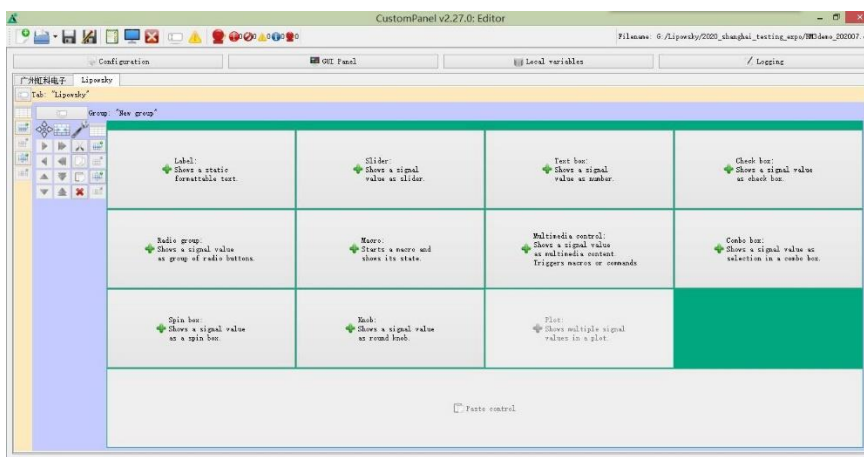 CustomPanel v2.27.0: Editor
Filename: G:/Lipowsky/2020_shanghai_testing_expo/HM3demo_202007.
Configuration
GUI Panel
Local variables
Logging
广州虹科电子
Lipowsky
Tab: "Lipowsky"
Group: "New group"
Label:
Shows a static
formattable text.
Slider:
Shows a signal
value as slider.
Text box:
Shows a signal
value as number.
Check box:
Shows a signal value
as check box.
Radio group:
Shows a signal value
as group of radio buttons.
Macro:
Starts a macro and
shows its state.
Multimedia control:
Shows a signal value
as multimedia content
Triggers macros or commands
Combo box:
Shows a signal value as
selection in a combo box.
Spin box:
Shows a signal value
as a spin box.
Knob:
Shows a signal value
as round knob.
Plot:
Shows multiple signal
values in a plot.
Paste control